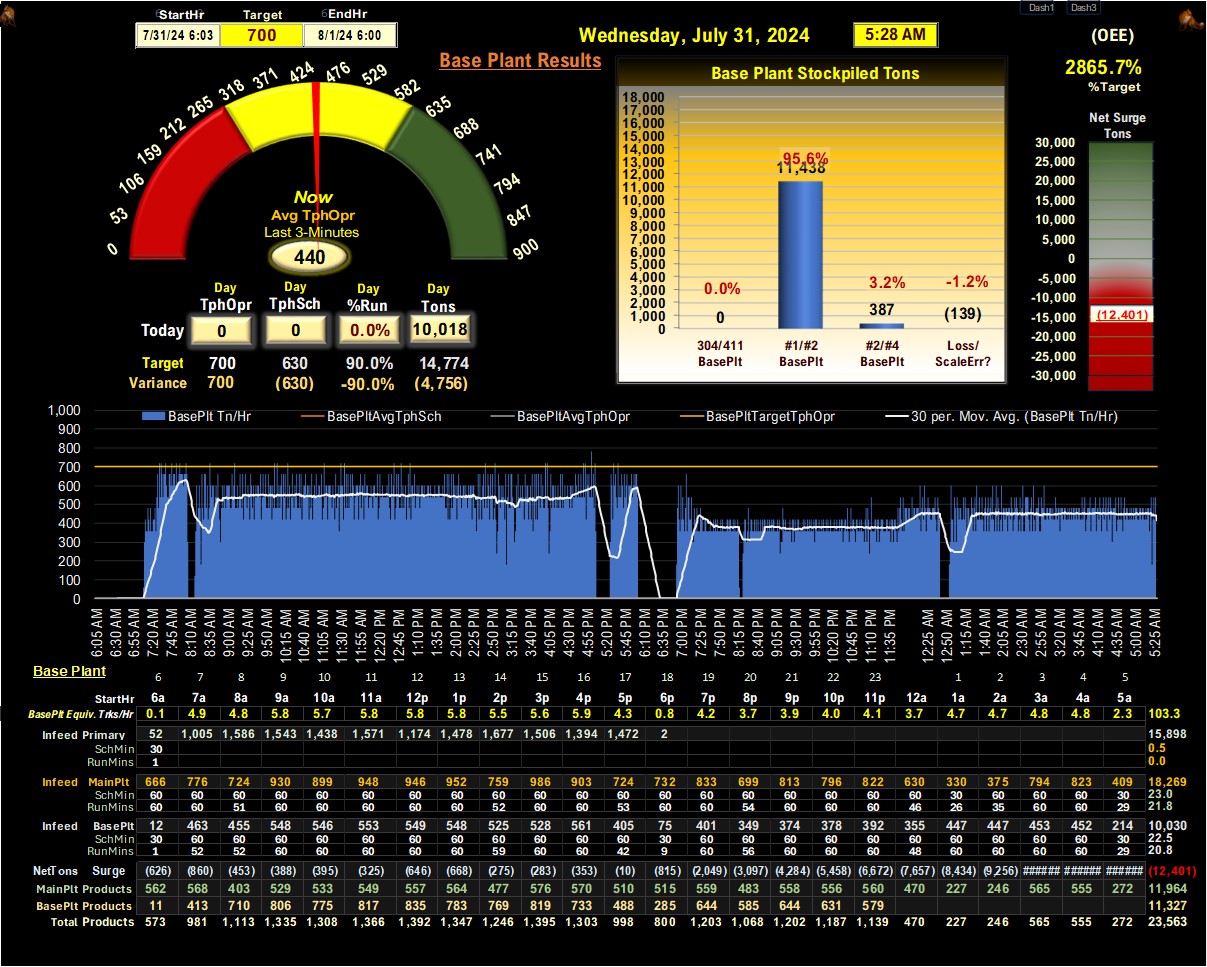 Dash1 Dash3
StartHr Target EndHr
7/31/24 6:03 700 8/1/24 6:00
Wednesday, July 31, 2024 5:28 AM
(OEE)
2865.7%
%Target
Base Plant Results
0 53 106 159 212 265 318 371 424 476 529 582 635 688 741 794 847 900
Now
Avg TphOpr
Last 3-Minutes
440
Day Day Day Day
TphOpr TphSch %Run Tons
Today 0 0 0.0% 10,018
Target 700 630 90.0% 14,774
Variance 700 (630) -90.0% (4,756)
Base Plant Stockpiled Tons
18,000
17,000
16,000
15,000
14,000
13,000
12,000
11,000
10,000
9,000
8,000
7,000
6,000
5,000
4,000
3,000
2,000
1,000
0
0.0% 95.6% 3.2% -1.2%
0 11,438 387 (139)
304/411 #1/#2 #2/#4 Loss/
BasePlt BasePlt BasePlt ScaleErr?
Net Surge
Tons
30,000
25,000
20,000
15,000
10,000
5,000
0
-5,000
-10,000
-15,000
-20,000
-25,000
-30,000
(12,401)
BasePlt Tn/Hr BasePltAvgTphSch BasePltAvgTphOpr BasePltTargetTphOpr 30 per. Mov. Avg. (BasePlt Tn/Hr)
1,000
900
800
700
600
500
400
300
200
100
0
6:05 AM 6:30 AM 6:55 AM 7:20 AM 7:45 AM 8:10 AM 8:35 AM 9:00 AM 9:25 AM 9:50 AM 10:15 AM 10:40 AM 11:05 AM 11:30 AM 11:55 AM 12:20 PM 12:45 PM 1:10 PM 1:35 PM 2:00 PM 2:25 PM 2:50 PM 3:15 PM 3:40 PM 4:05 PM 4:30 PM 4:55 PM 5:20 PM 5:45 PM 6:10 PM 6:35 PM 7:00 PM 7:25 PM 7:50 PM 8:15 PM 8:40 PM 9:05 PM 9:30 PM 9:55 PM 10:20 PM 10:45 PM 11:10 PM 11:35 PM 12:25 AM 12:50 AM 1:15 AM 1:40 AM 2:05 AM 2:30 AM 2:55 AM 3:20 AM 3:45 AM 4:10 AM 4:35 AM 5:00 AM 5:25 AM
Base Plant
6 7 8 9 10 11 12 13 14 15 16 17 18 19 20 21 22 23 1 2 3 4 5
StartHr 6a 7a 8a 9a 10a 11a 12p 1p 2p 3p 4p 5p 6p 7p 8p 9p 10p 11p 12a 1a 2a 3a 4a 5a
BasePlt Equiv. Trks/Hr 0.1 4.9 4.8 5.8 5.7 5.8 5.8 5.8 5.5 5.6 5.9 4.3 0.8 4.2 3.7 3.9 4.0 4.1 3.7 4.7 4.7 4.8 4.8 2.3 103.3
Infeed Primary 52 1,005 1,586 1,543 1,438 1,571 1,174 1,478 1,677 1,506 1,394 1,472 2 15,898
SchMin 30 0.5
RunMins 1 0.0
Infeed MainPlt 666 776 724 930 899 948 946 952 759 986 903 724 732 833 699 813 796 822 630 330 375 794 823 409 18,269
SchMin 60 60 60 60 60 60 60 60 60 60 60 60 60 60 60 60 60 60 60 30 60 60 60 30 23.0
RunMins 60 60 51 60 60 60 60 60 52 60 60 53 60 60 54 60 60 60 46 26 35 60 60 29 21.8
Infeed BasePlt 12 463 455 548 546 553 549 548 525 528 561 405 75 401 349 374 378 392 355 447 447 453 452 214 10,030
SchMin 30 60 60 60 60 60 60 60 60 60 60 60 30 60 60 60 60 60 60 60 60 60 60 30 22.5
RunMins 1 52 52 60 60 60 60 60 59 60 60 42 9 60 56 60 60 60 48 60 60 60 60 29 20.8
NetTons Surge (626) (860) (453) (388) (395) (325) (646) (668) (275) (283) (353) (10) (815) (2,049) (3,097) (4,284) (5,458) (6,672) (7,657) (8,434) (9,256) ###### ###### ###### (12,401)
MainPlt Products 562 568 403 529 533 549 557 564 477 576 570 510 515 559 483 558 556 560 470 227 246 565 555 272 11,964
BasePlt Products 11 413 710 806 775 817 835 783 769 819 733 488 285 644 585 644 631 579 11,327
Total Products 573 981 1,113 1,335 1,308 1,366 1,392 1,347 1,246 1,395 1,303 998 800 1,203 1,068 1,202 1,187 1,139 470 227 246 565 555 272 23,563